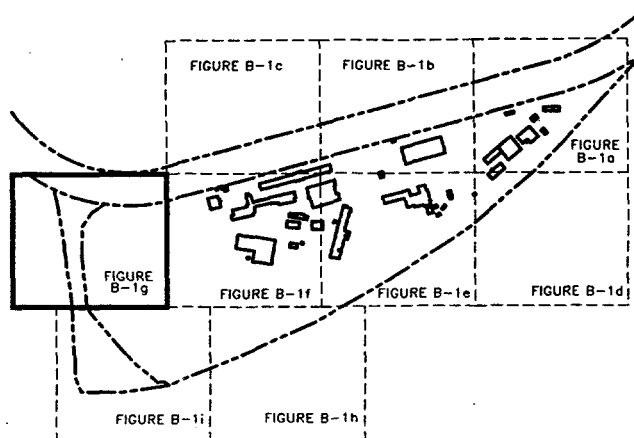 FIGURE B-1c
FIGURE B-1b
FIGURE
B-1a
FIGURE
B-1g
FIGURE B-1f
FIGURE B-1e
FIGURE B-1d
FIGURE B-1i
FIGURE B-1h